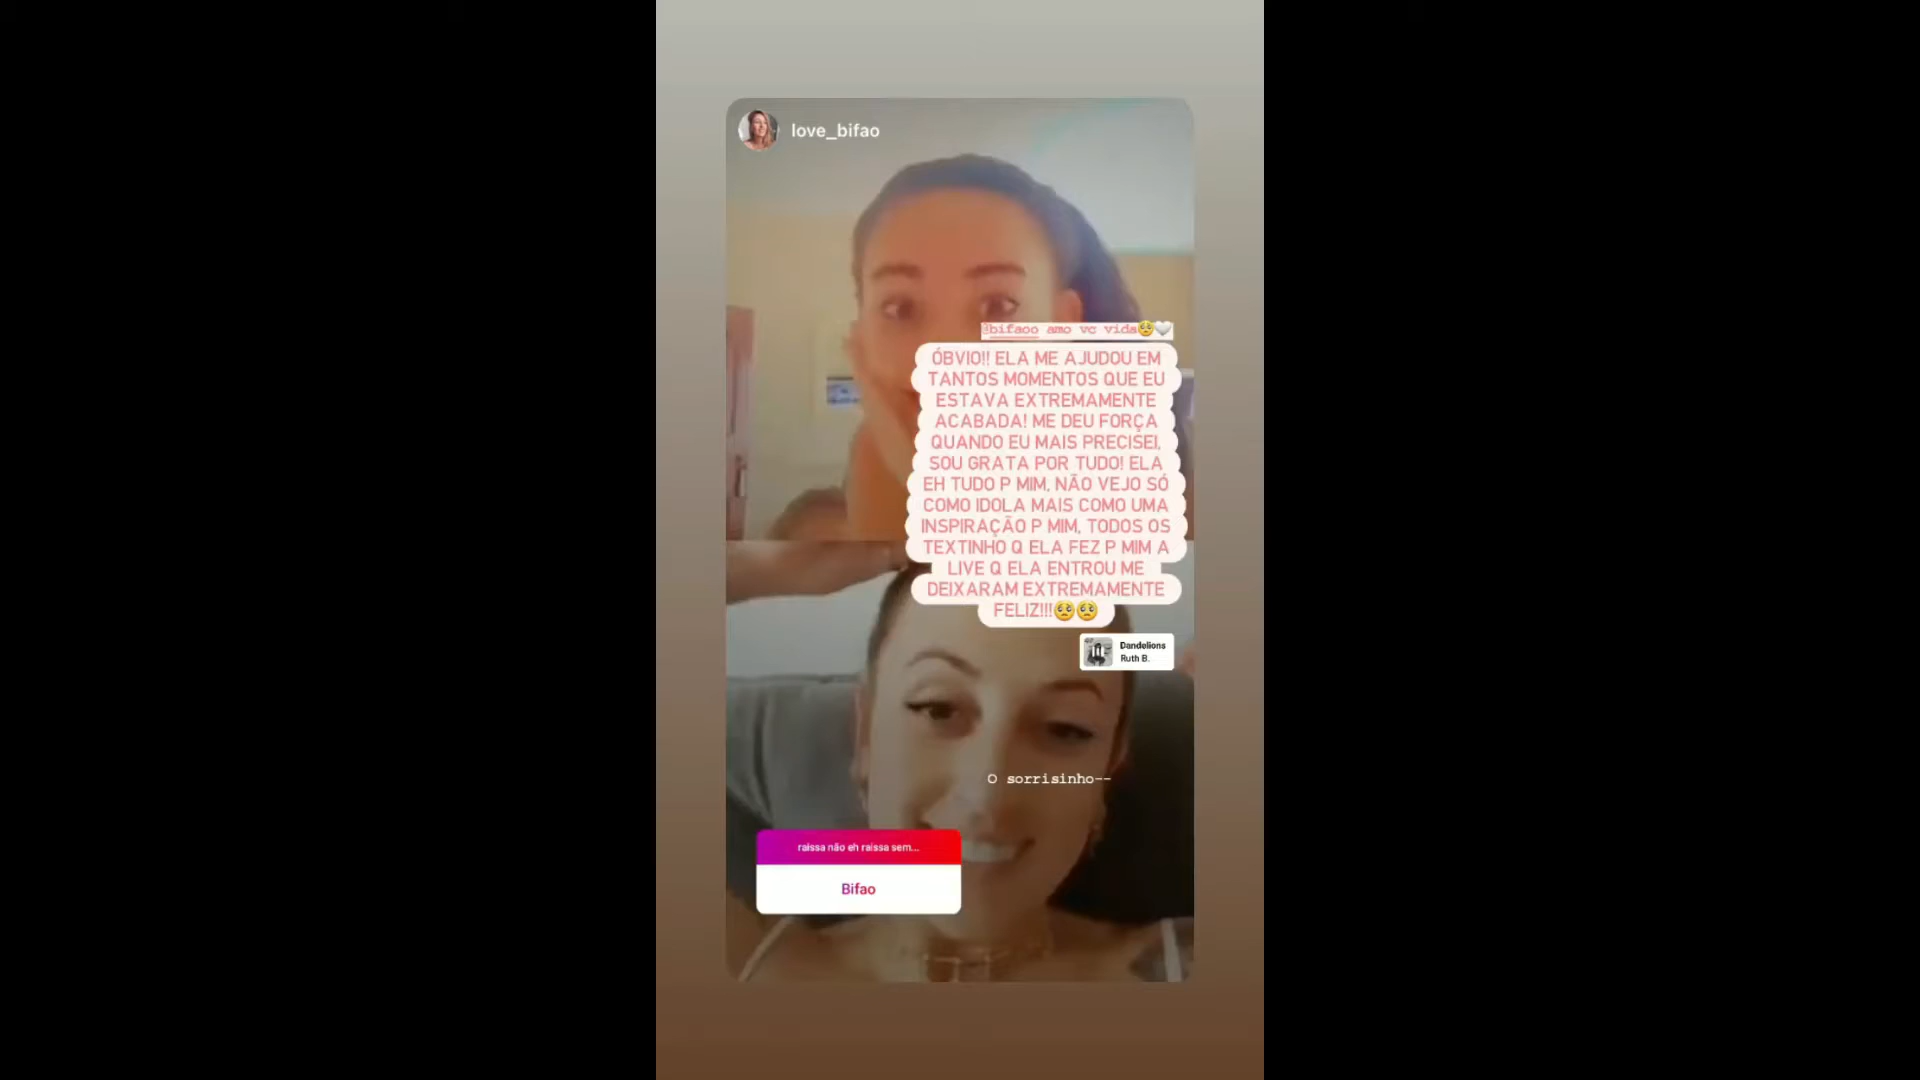 love_bifao
@bifaoo amo vc vida🥺🤍
ÓBVIO!! ELA ME AJUDOU EM
TANTOS MOMENTOS QUE EU
ESTAVA EXTREMAMENTE
ACABADA! ME DEU FORÇA
QUANDO EU MAIS PRECISEI,
SOU GRATA POR TUDO! ELA
EH TUDO P MIM, NÃO VEJO SÓ
COMO IDOLA MAIS COMO UMA
INSPIRAÇÃO P MIM, TODOS OS
TEXTINHO Q ELA FEZ P MIM A
LIVE Q ELA ENTROU ME
DEIXARAM EXTREMAMENTE
FELIZ!!!🥺🥺
Dandelions
Ruth B.
O sorrisinho--
raissa não eh raissa sem...
Bifao